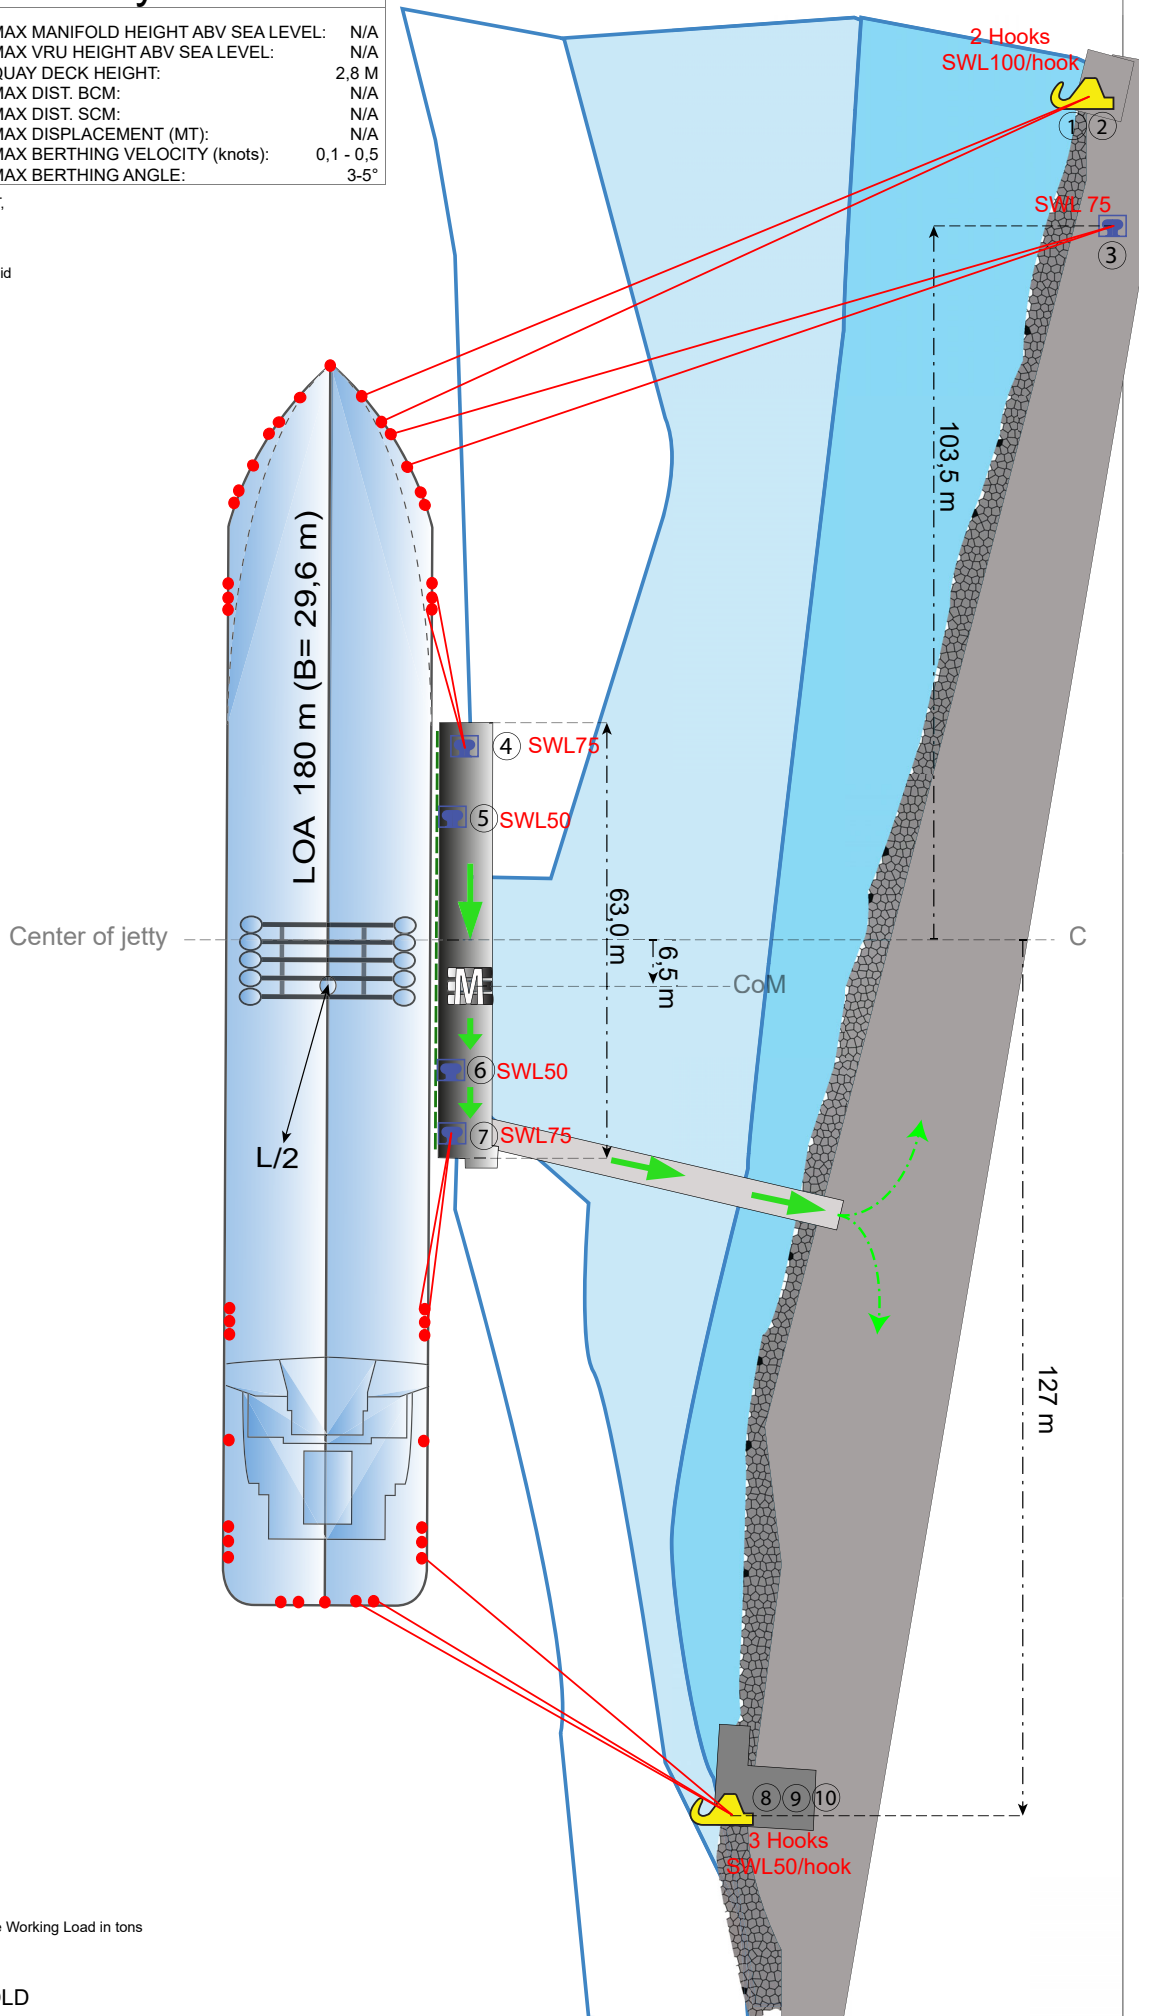 MAX MANIFOLD HEIGHT ABV SEA LEVEL: N/A
MAX VRU HEIGHT ABV SEA LEVEL: N/A
QUAY DECK HEIGHT: 2,8 M
MAX DIST. BCM: N/A
MAX DIST. SCM: N/A
MAX DISPLACEMENT (MT): N/A
MAX BERTHING VELOCITY (knots): 0,1 - 0,5
MAX BERTHING ANGLE: 3-5°
id
2 Hooks
SWL100/hook
1 2
SWL 75
3
103,5 m
LOA 180 m (B= 29,6 m)
4 SWL75
5 SWL50
63,0 m
Center of jetty
C
6,5 m
M
CoM
6 SWL50
7 SWL75
L/2
127 m
8 9 10
3 Hooks
SWL50/hook
e Working Load in tons
OLD